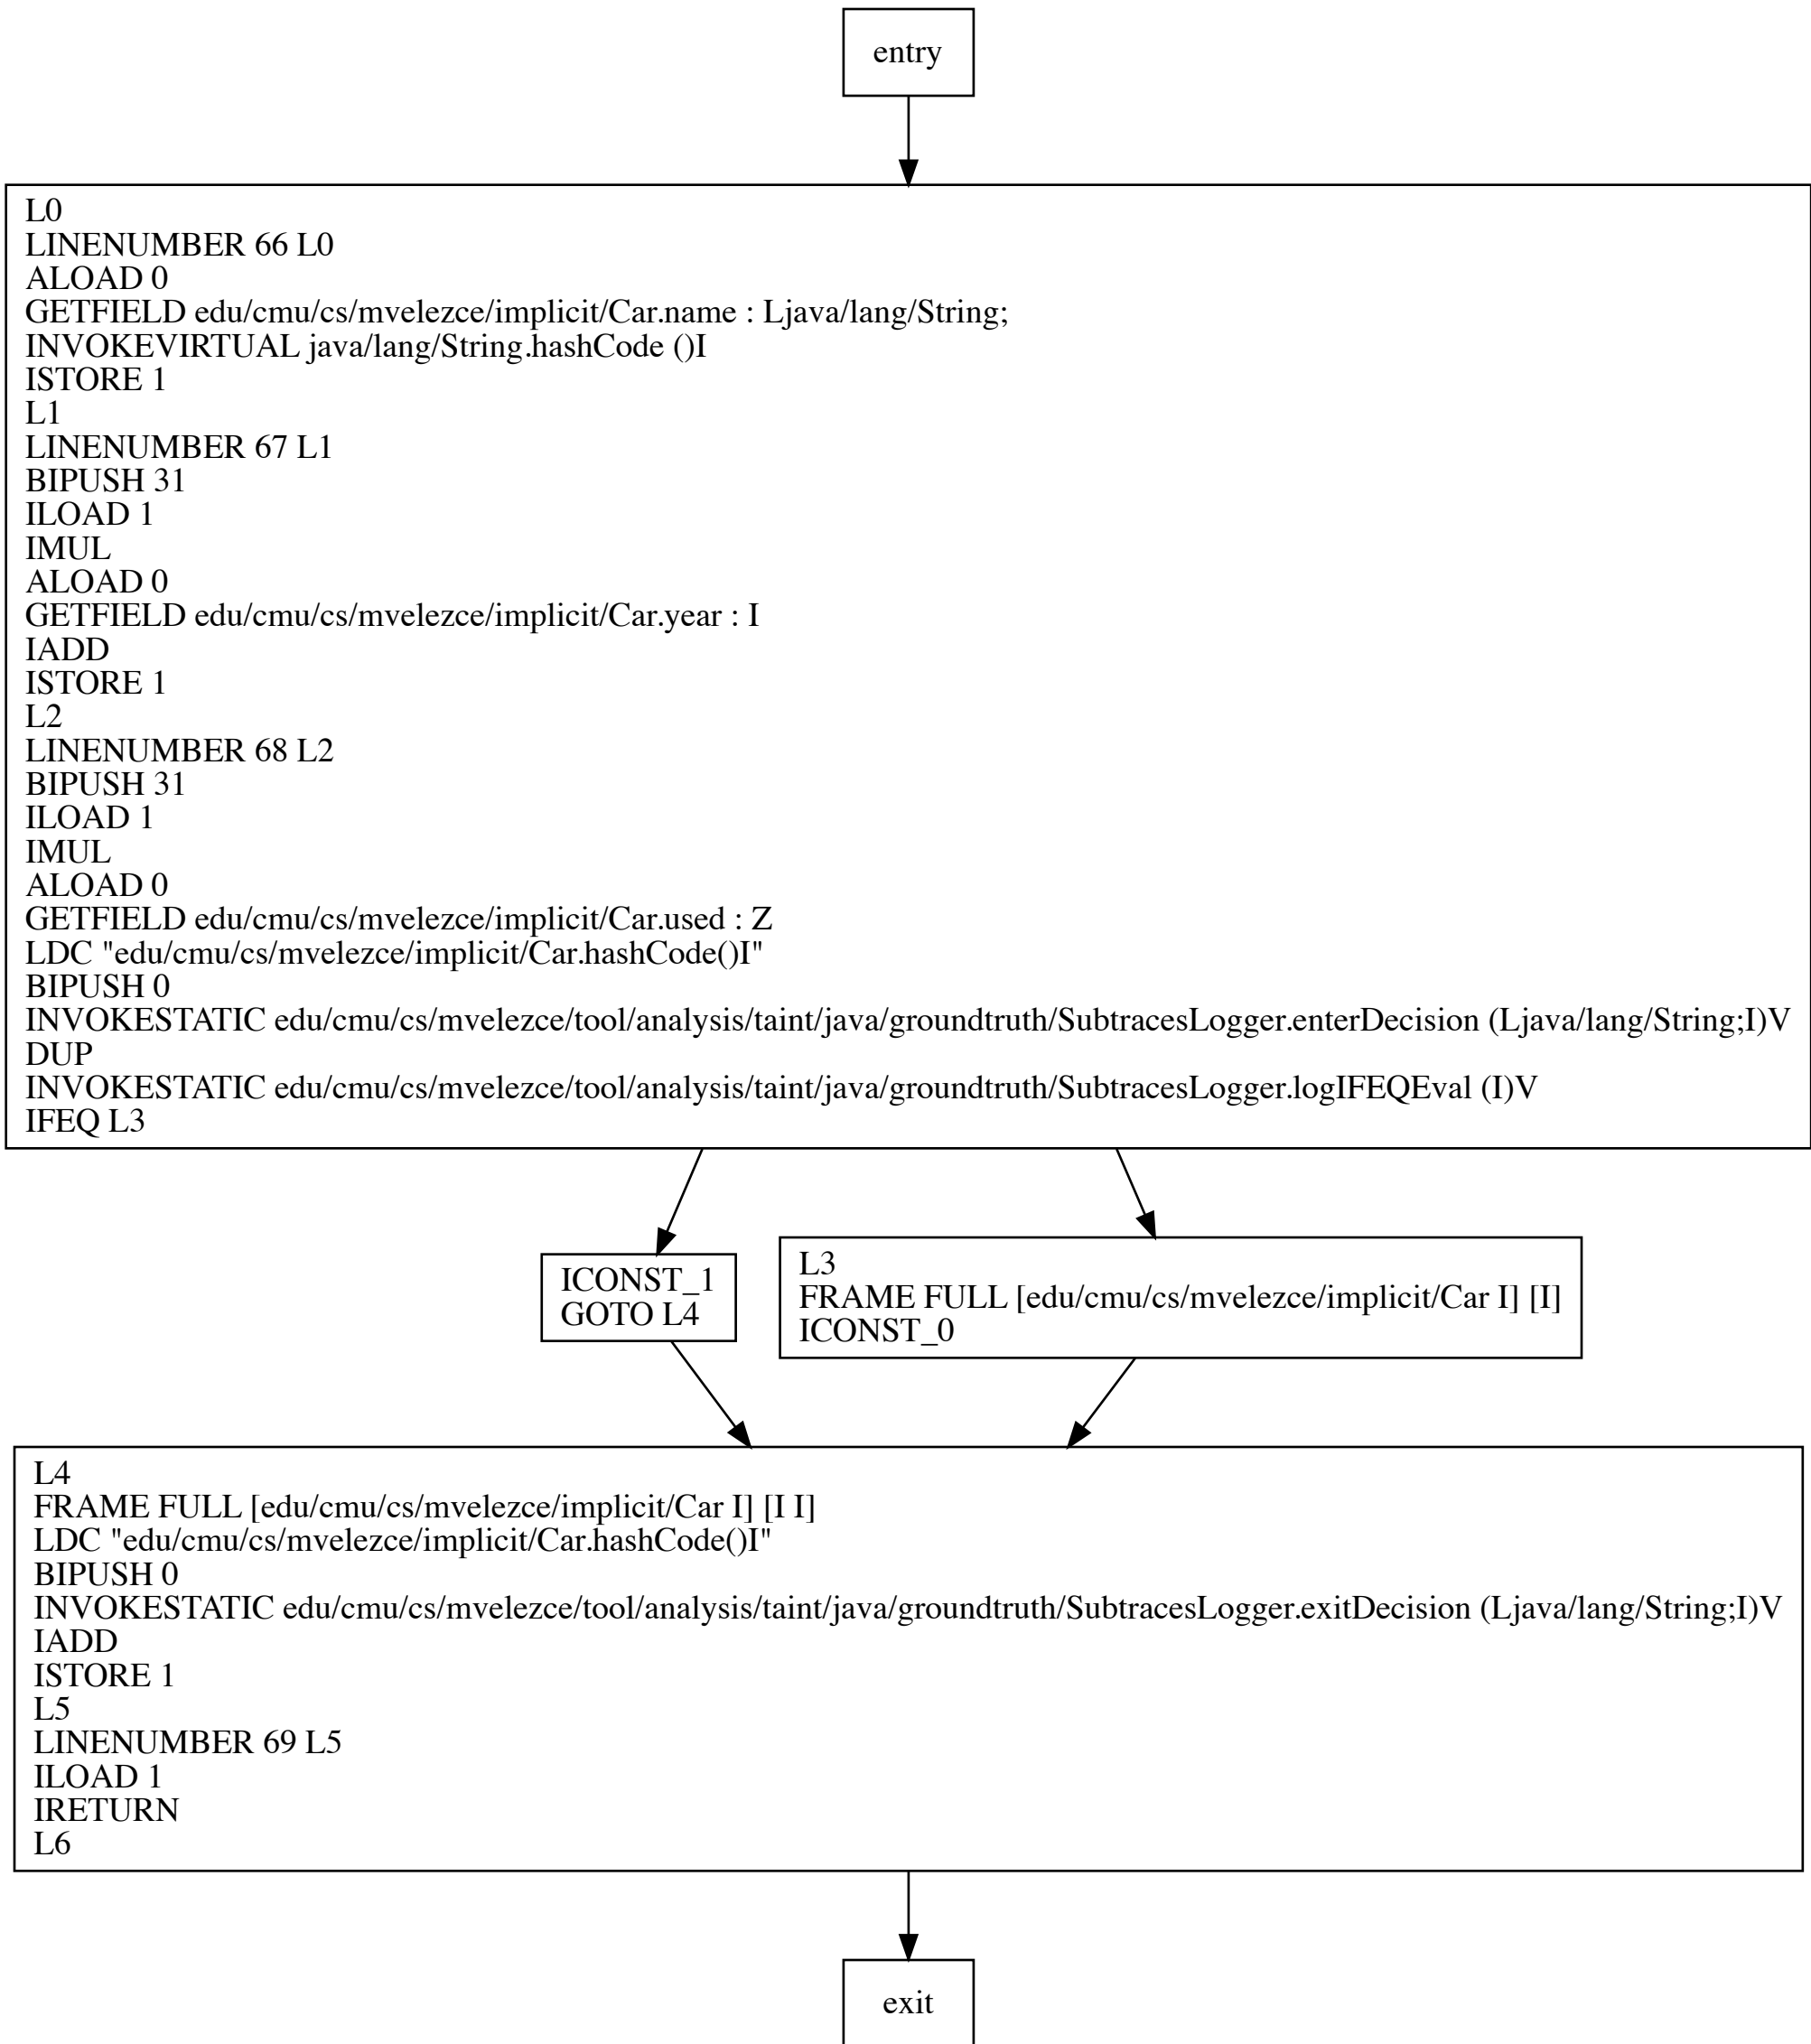 entry
L0
LINENUMBER 66 L0
ALOAD 0
GETFIELD edu/cmu/cs/mvelezce/implicit/Car.name : Ljava/lang/String;
INVOKEVIRTUAL java/lang/String.hashCode ()I
ISTORE 1
L1
LINENUMBER 67 L1
BIPUSH 31
ILOAD 1
IMUL
ALOAD 0
GETFIELD edu/cmu/cs/mvelezce/implicit/Car.year : I
IADD
ISTORE 1
L2
LINENUMBER 68 L2
BIPUSH 31
ILOAD 1
IMUL
ALOAD 0
GETFIELD edu/cmu/cs/mvelezce/implicit/Car.used : Z
LDC "edu/cmu/cs/mvelezce/implicit/Car.hashCode()I"
BIPUSH 0
INVOKESTATIC edu/cmu/cs/mvelezce/tool/analysis/taint/java/groundtruth/SubtracesLogger.enterDecision (Ljava/lang/String;I)V
DUP
INVOKESTATIC edu/cmu/cs/mvelezce/tool/analysis/taint/java/groundtruth/SubtracesLogger.logIFEQEval (I)V
IFEQ L3
ICONST_1
GOTO L4
L3
FRAME FULL [edu/cmu/cs/mvelezce/implicit/Car I] [I]
ICONST_0
L4
FRAME FULL [edu/cmu/cs/mvelezce/implicit/Car I] [I I]
LDC "edu/cmu/cs/mvelezce/implicit/Car.hashCode()I"
BIPUSH 0
INVOKESTATIC edu/cmu/cs/mvelezce/tool/analysis/taint/java/groundtruth/SubtracesLogger.exitDecision (Ljava/lang/String;I)V
IADD
ISTORE 1
L5
LINENUMBER 69 L5
ILOAD 1
IRETURN
L6
exit